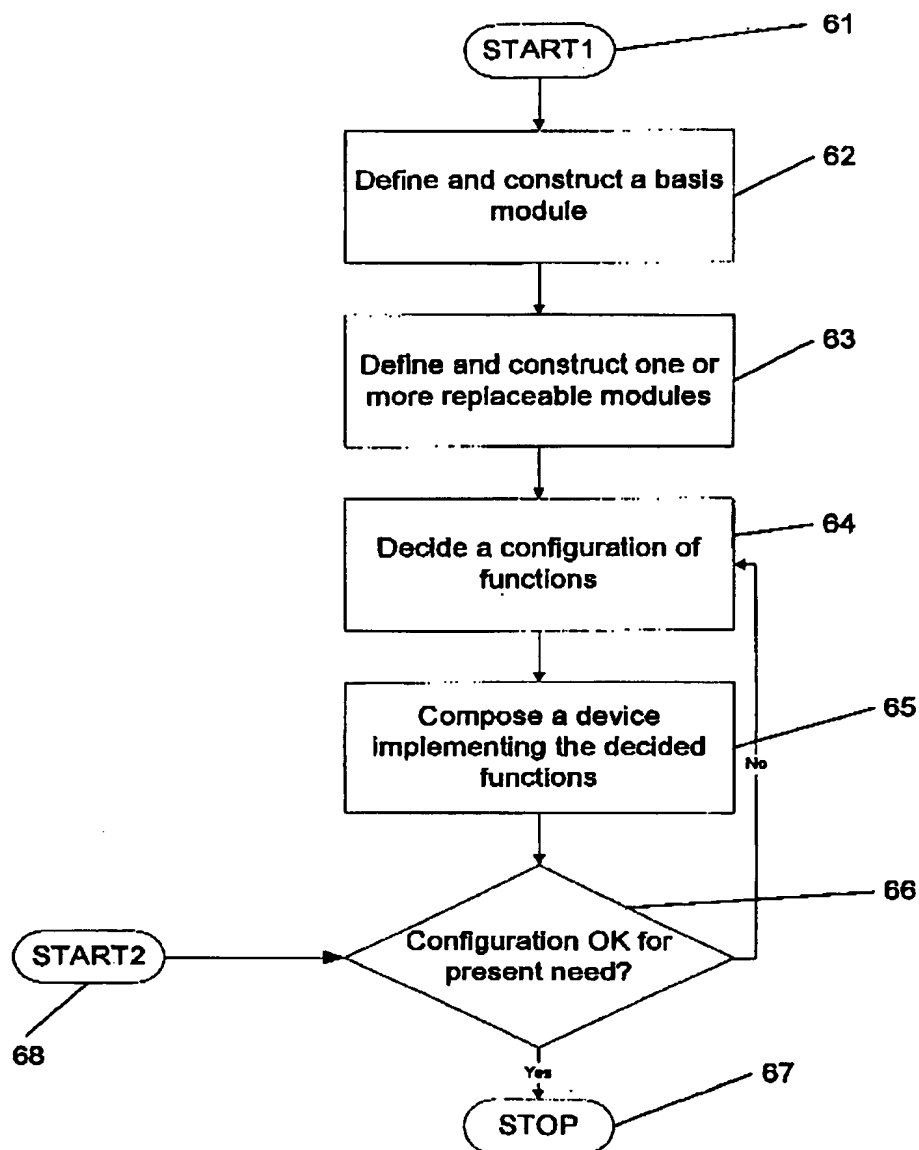 61
START1
62
Define and construct a basis
module
63
Define and construct one or
more replaceable modules
64
Decide a configuration of
functions
65
Compose a device
implementing the decided
functions
No
66
Configuration OK for
present need?
START2
68
Yes
67
STOP